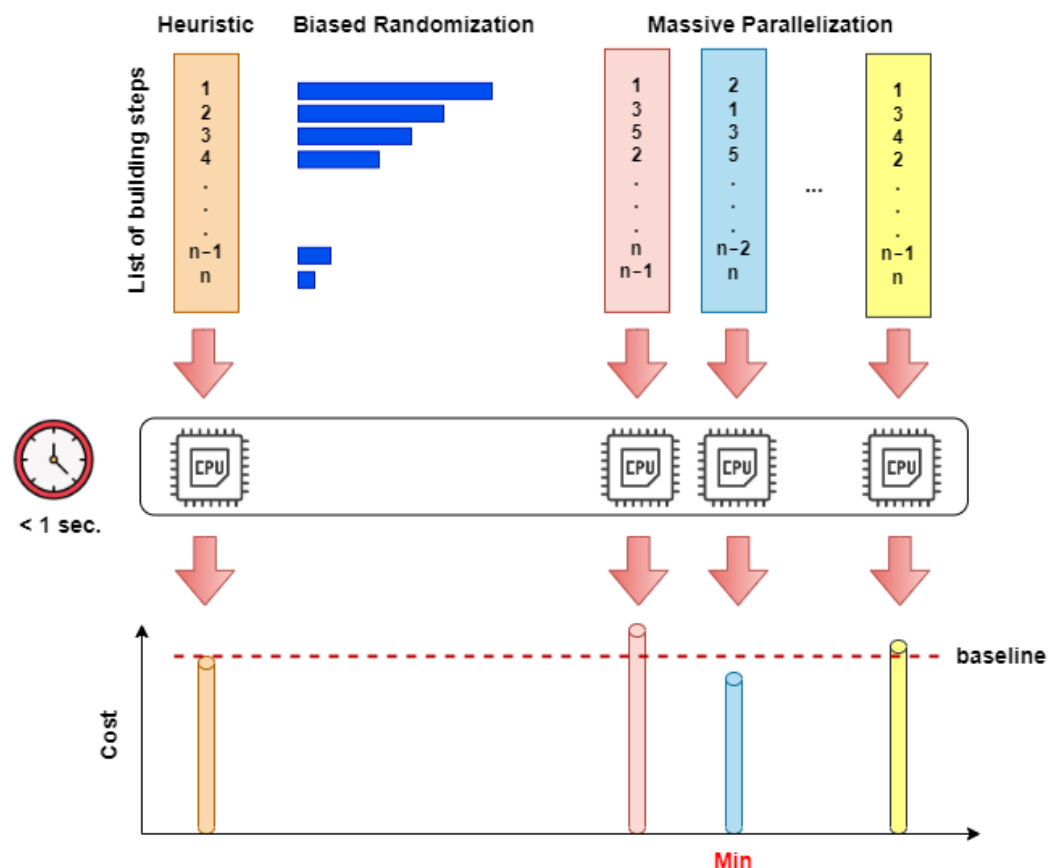 Heuristic
Biased Randomization
Massive Parallelization
List of building steps
1
2
3
4
.
.
.
n-1
n
1
3
5
2
.
.
.
n
n-1
2
1
3
5
.
.
.
n-2
n
...
1
3
4
2
.
.
.
n-1
n
< 1 sec.
CPU
CPU
CPU
CPU
baseline
Cost
Min